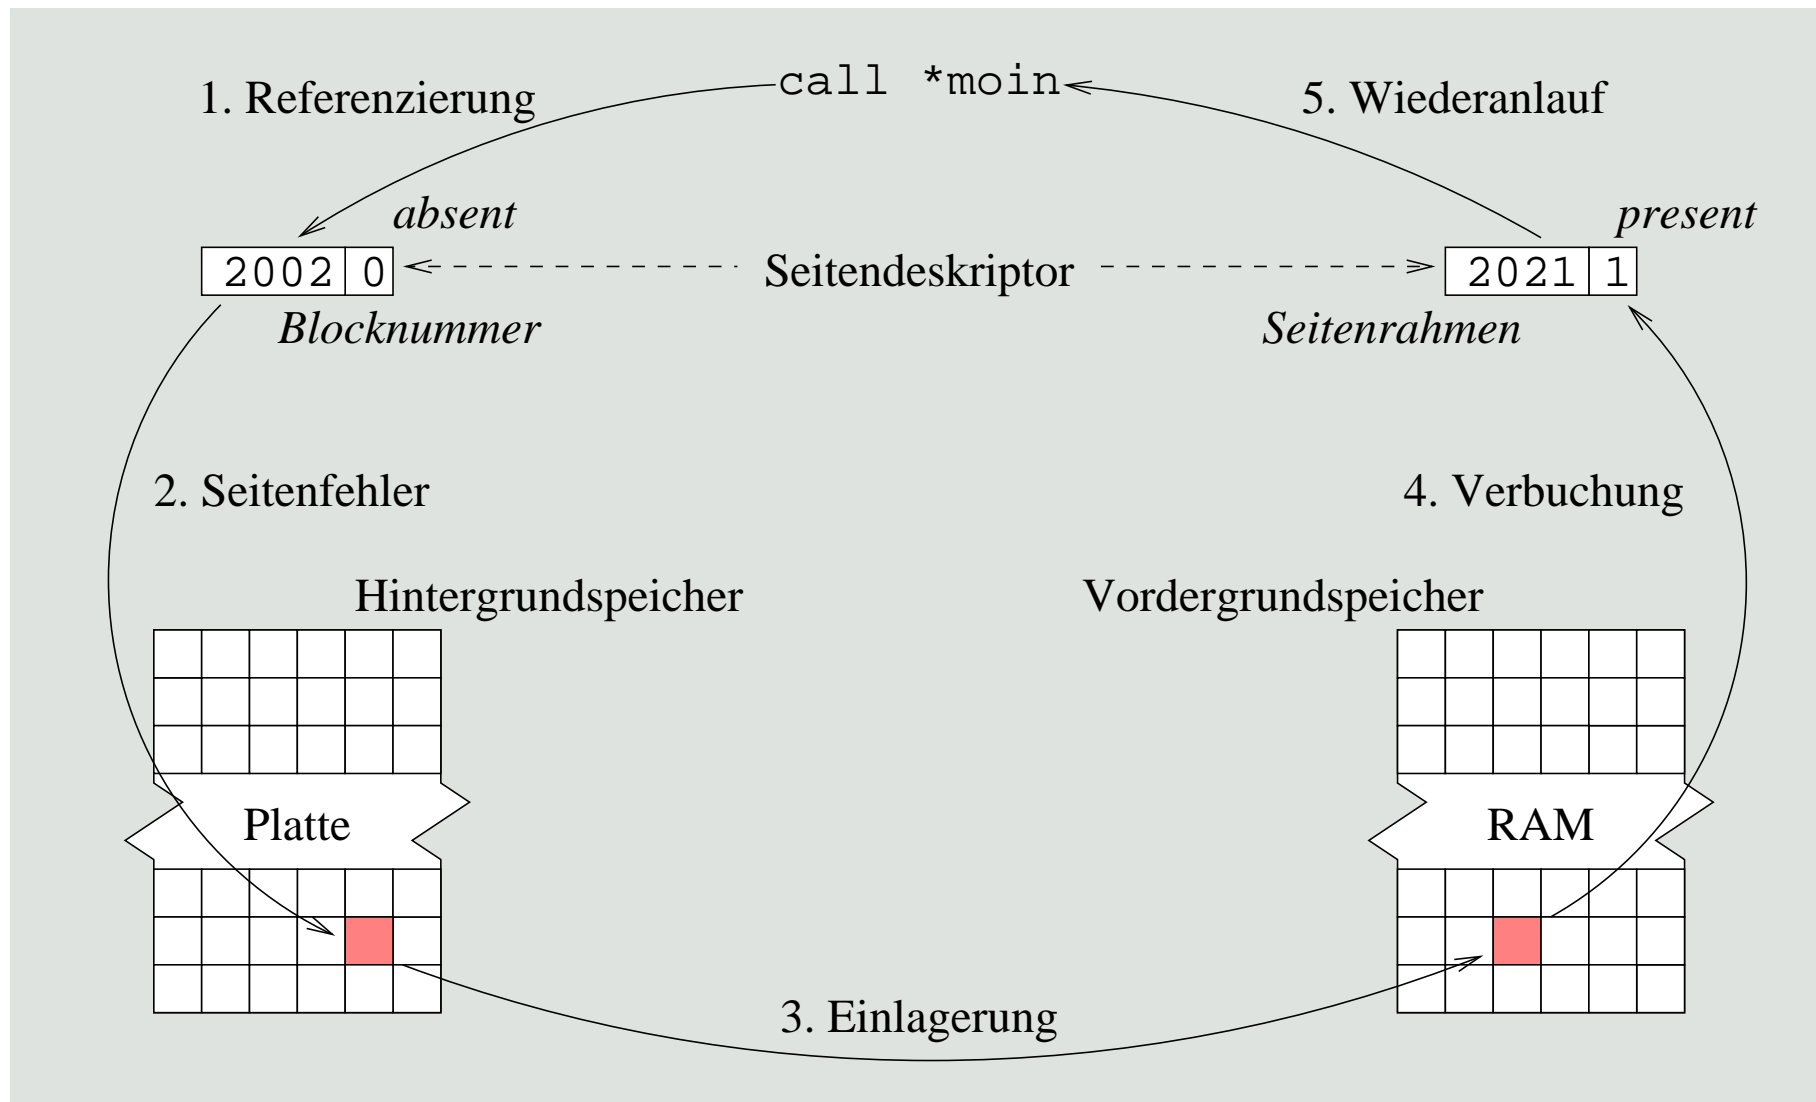 call *moin
1. Referenzierung
5. Wiederanlauf
absent
present
2002 0
Seitendeskriptor
2021 1
Blocknummer
Seitenrahmen
2. Seitenfehler
4. Verbuchung
Hintergrundspeicher
Vordergrundspeicher
Platte
RAM
3. Einlagerung